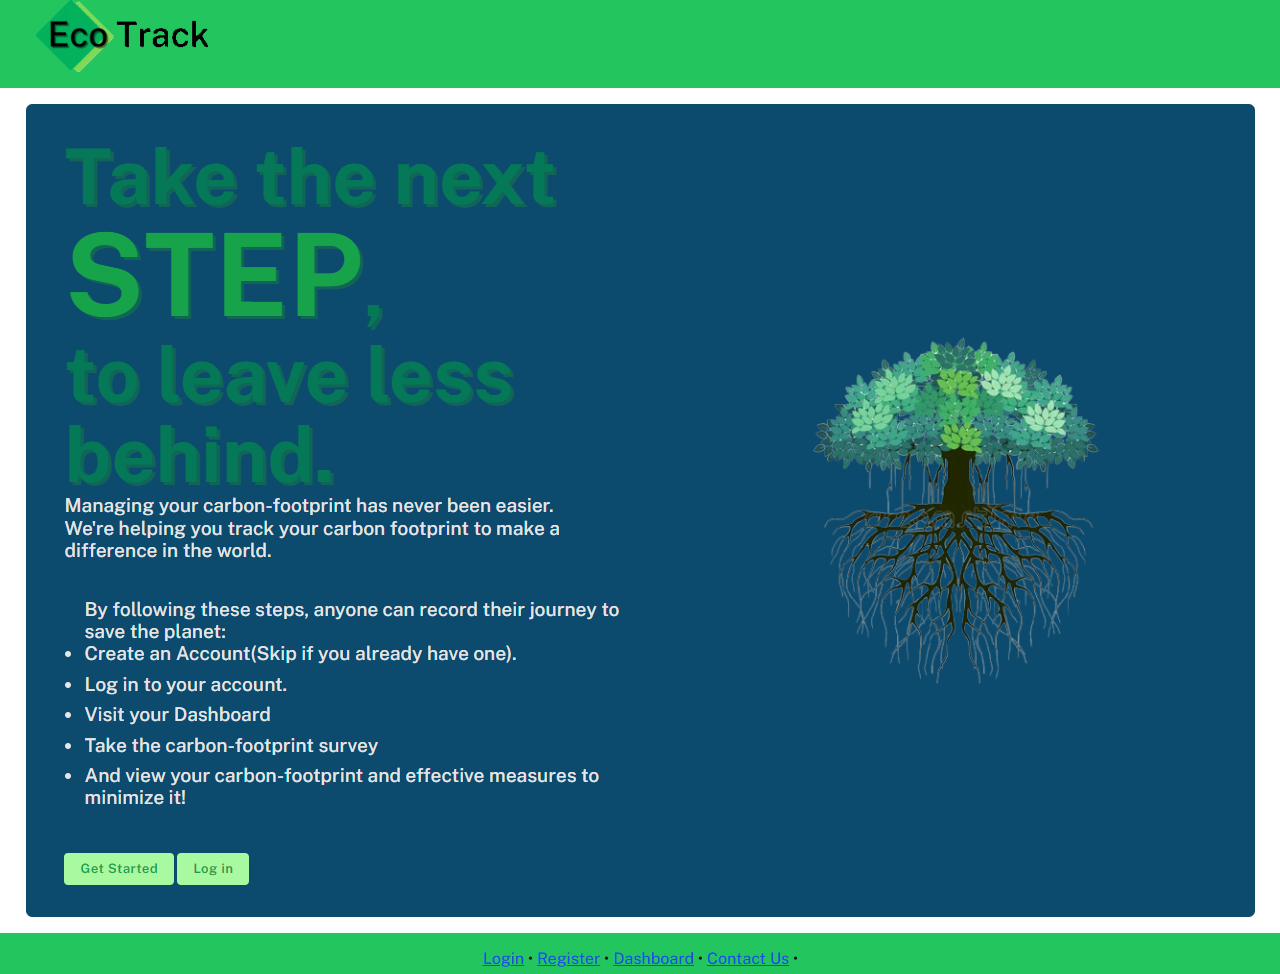 Eco Track
Take the next
STEP,
to leave less
behind.
Managing your carbon-footprint has never been easier.
We're helping you track your carbon footprint to make a
difference in the world.
By following these steps, anyone can record their journey to
save the planet:
• Create an Account(Skip if you already have one).
• Log in to your account.
• Visit your Dashboard
• Take the carbon-footprint survey
• And view your carbon-footprint and effective measures to
minimize it!
Get Started Log in
Login • Register • Dashboard • Contact Us •